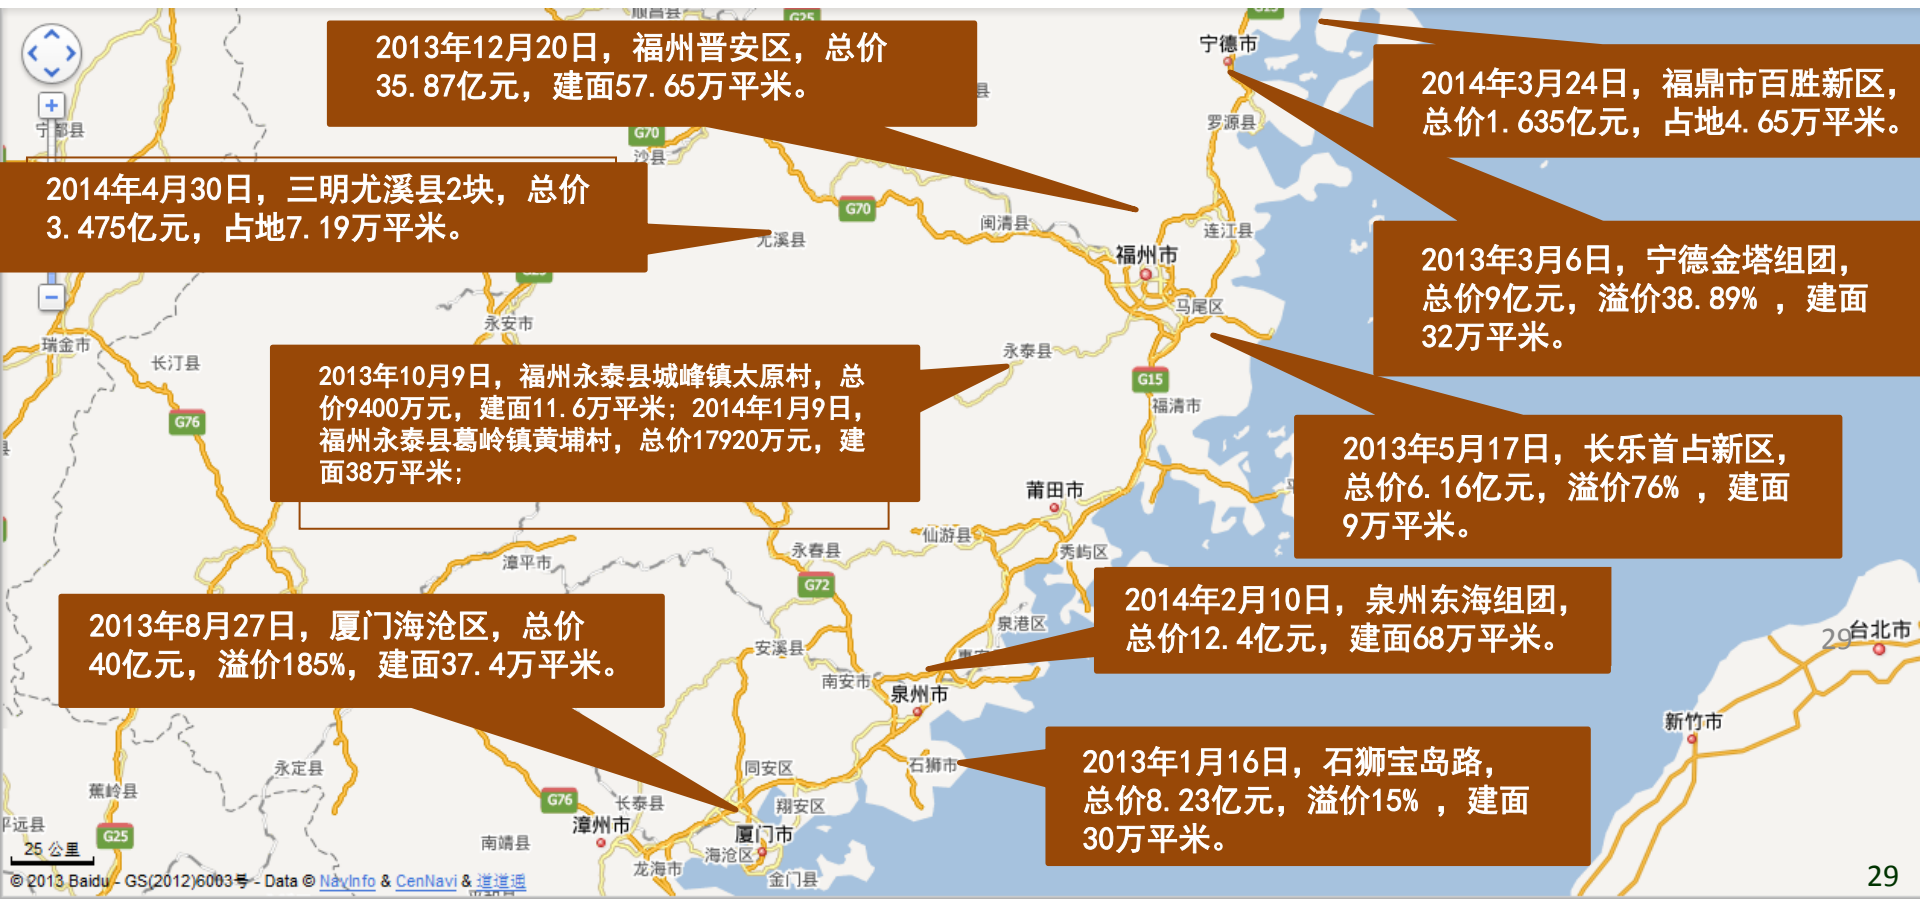 顺昌县
G25
G15
2013年12月20日，福州晋安区，总价
35.87亿元，建面57.65万平米。
宁德市
2014年3月24日，福鼎市百胜新区，
总价1.635亿元，占地4.65万平米。
县
宁都县
G70
沙县
罗源县
2014年4月30日，三明尤溪县2块，总价
3.475亿元，占地7.19万平米。
G70
闽清县
尤溪县
连江县
福州市
2013年3月6日，宁德金塔组团，
总价9亿元，溢价38.89% ，建面
32万平米。
马尾区
永安市
瑞金市
长汀县
永泰县
G15
福清市
2013年10月9日，福州永泰县城峰镇太原村，总
价9400万元，建面11.6万平米；2014年1月9日，
福州永泰县葛岭镇黄埔村，总价17920万元，建
面38万平米；
G76
2013年5月17日，长乐首占新区，
总价6.16亿元，溢价76% ，建面
9万平米。
莆田市
仙游县
秀屿区
永春县
漳平市
G72
2014年2月10日，泉州东海组团，
总价12.4亿元，建面68万平米。
2013年8月27日，厦门海沧区，总价
40亿元，溢价185%，建面37.4万平米。
泉港区
安溪县
南安市
泉州市
29
台北市
新竹市
2013年1月16日，石狮宝岛路，
总价8.23亿元，溢价15% ，建面
30万平米。
石狮市
同安区
永定县
蕉岭县
G76
长泰县
翔安区
漳州市
厦门市
海沧区
南靖县
龙海市
金门县
平远县
G25
25 公里
© 2013 Baidu - GS(2012)6003号 - Data © NavInfo & CenNavi & 道道通
29